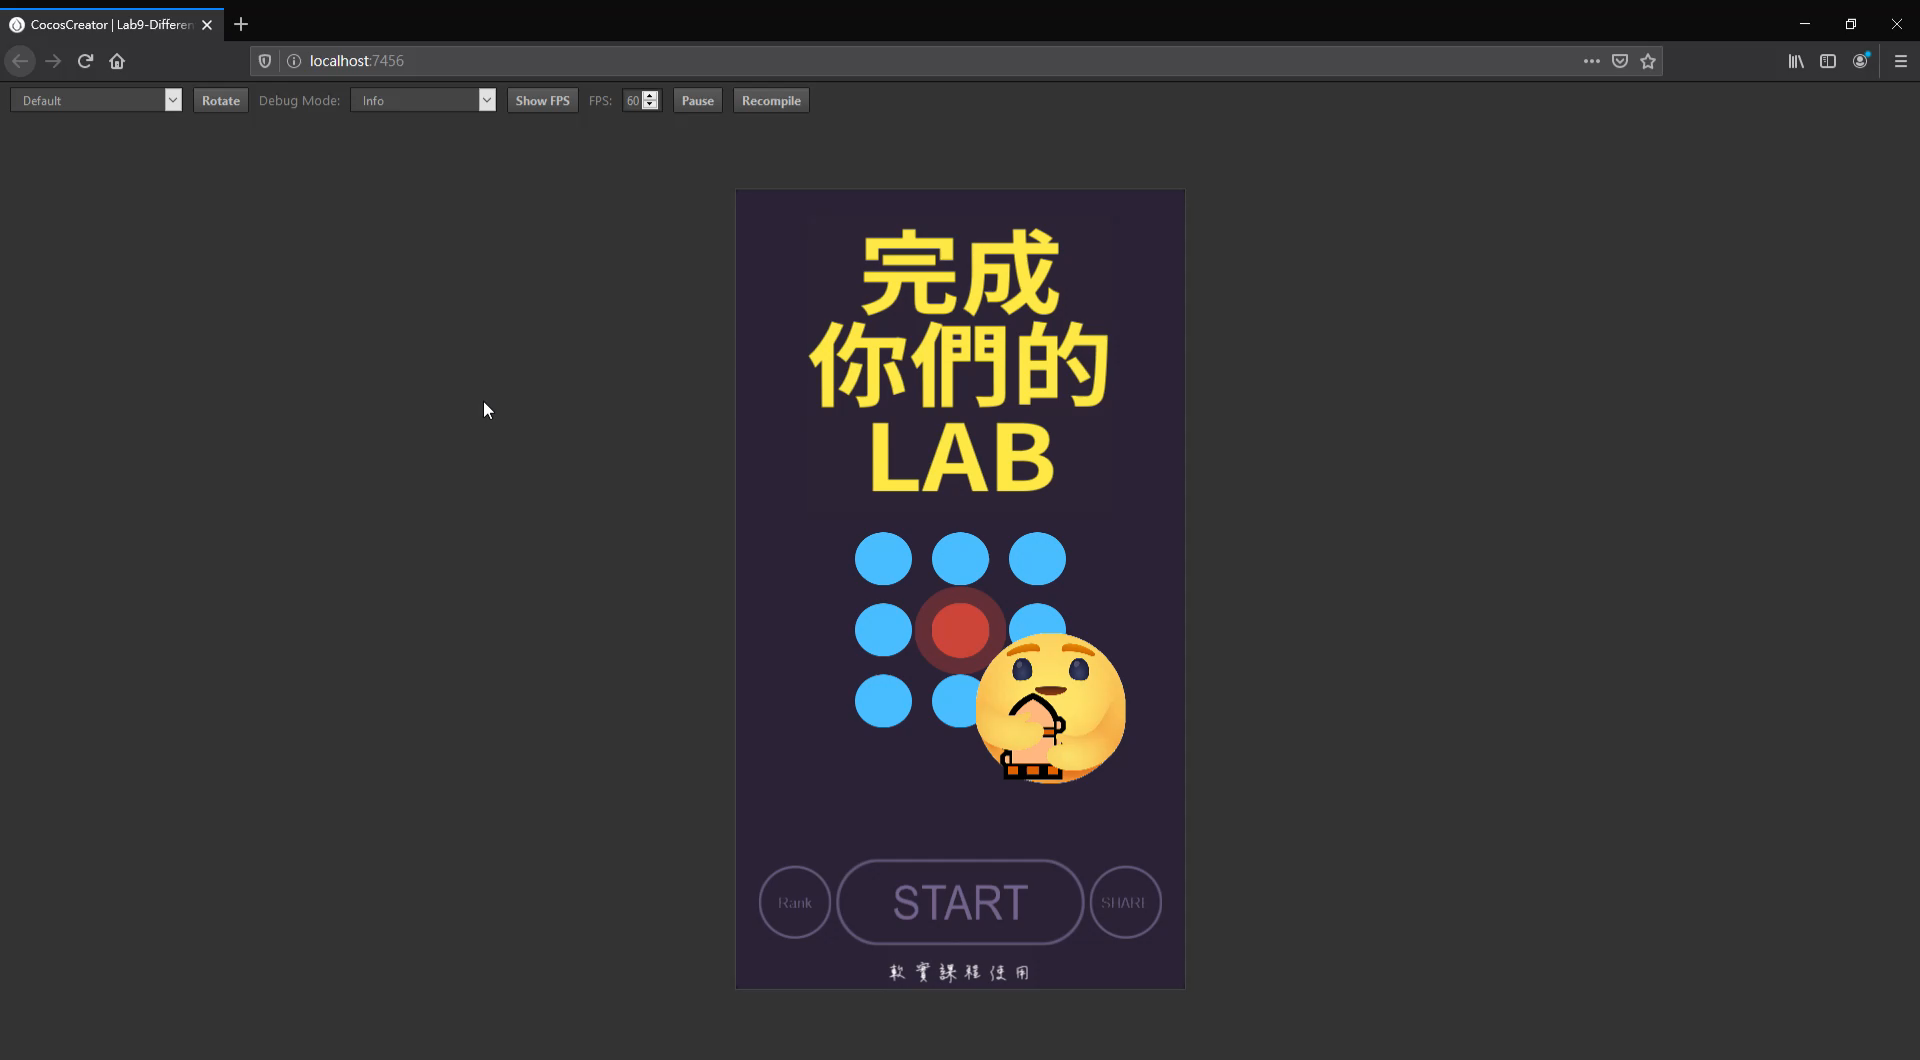 CocosCreator | Lab9-Differen
localhost:7456
Default
Rotate
Debug Mode:
Info
Show FPS
FPS:
60
Pause
Recompile
完成
你們的
LAB
Rank
START
SHARE
軟實課程使用